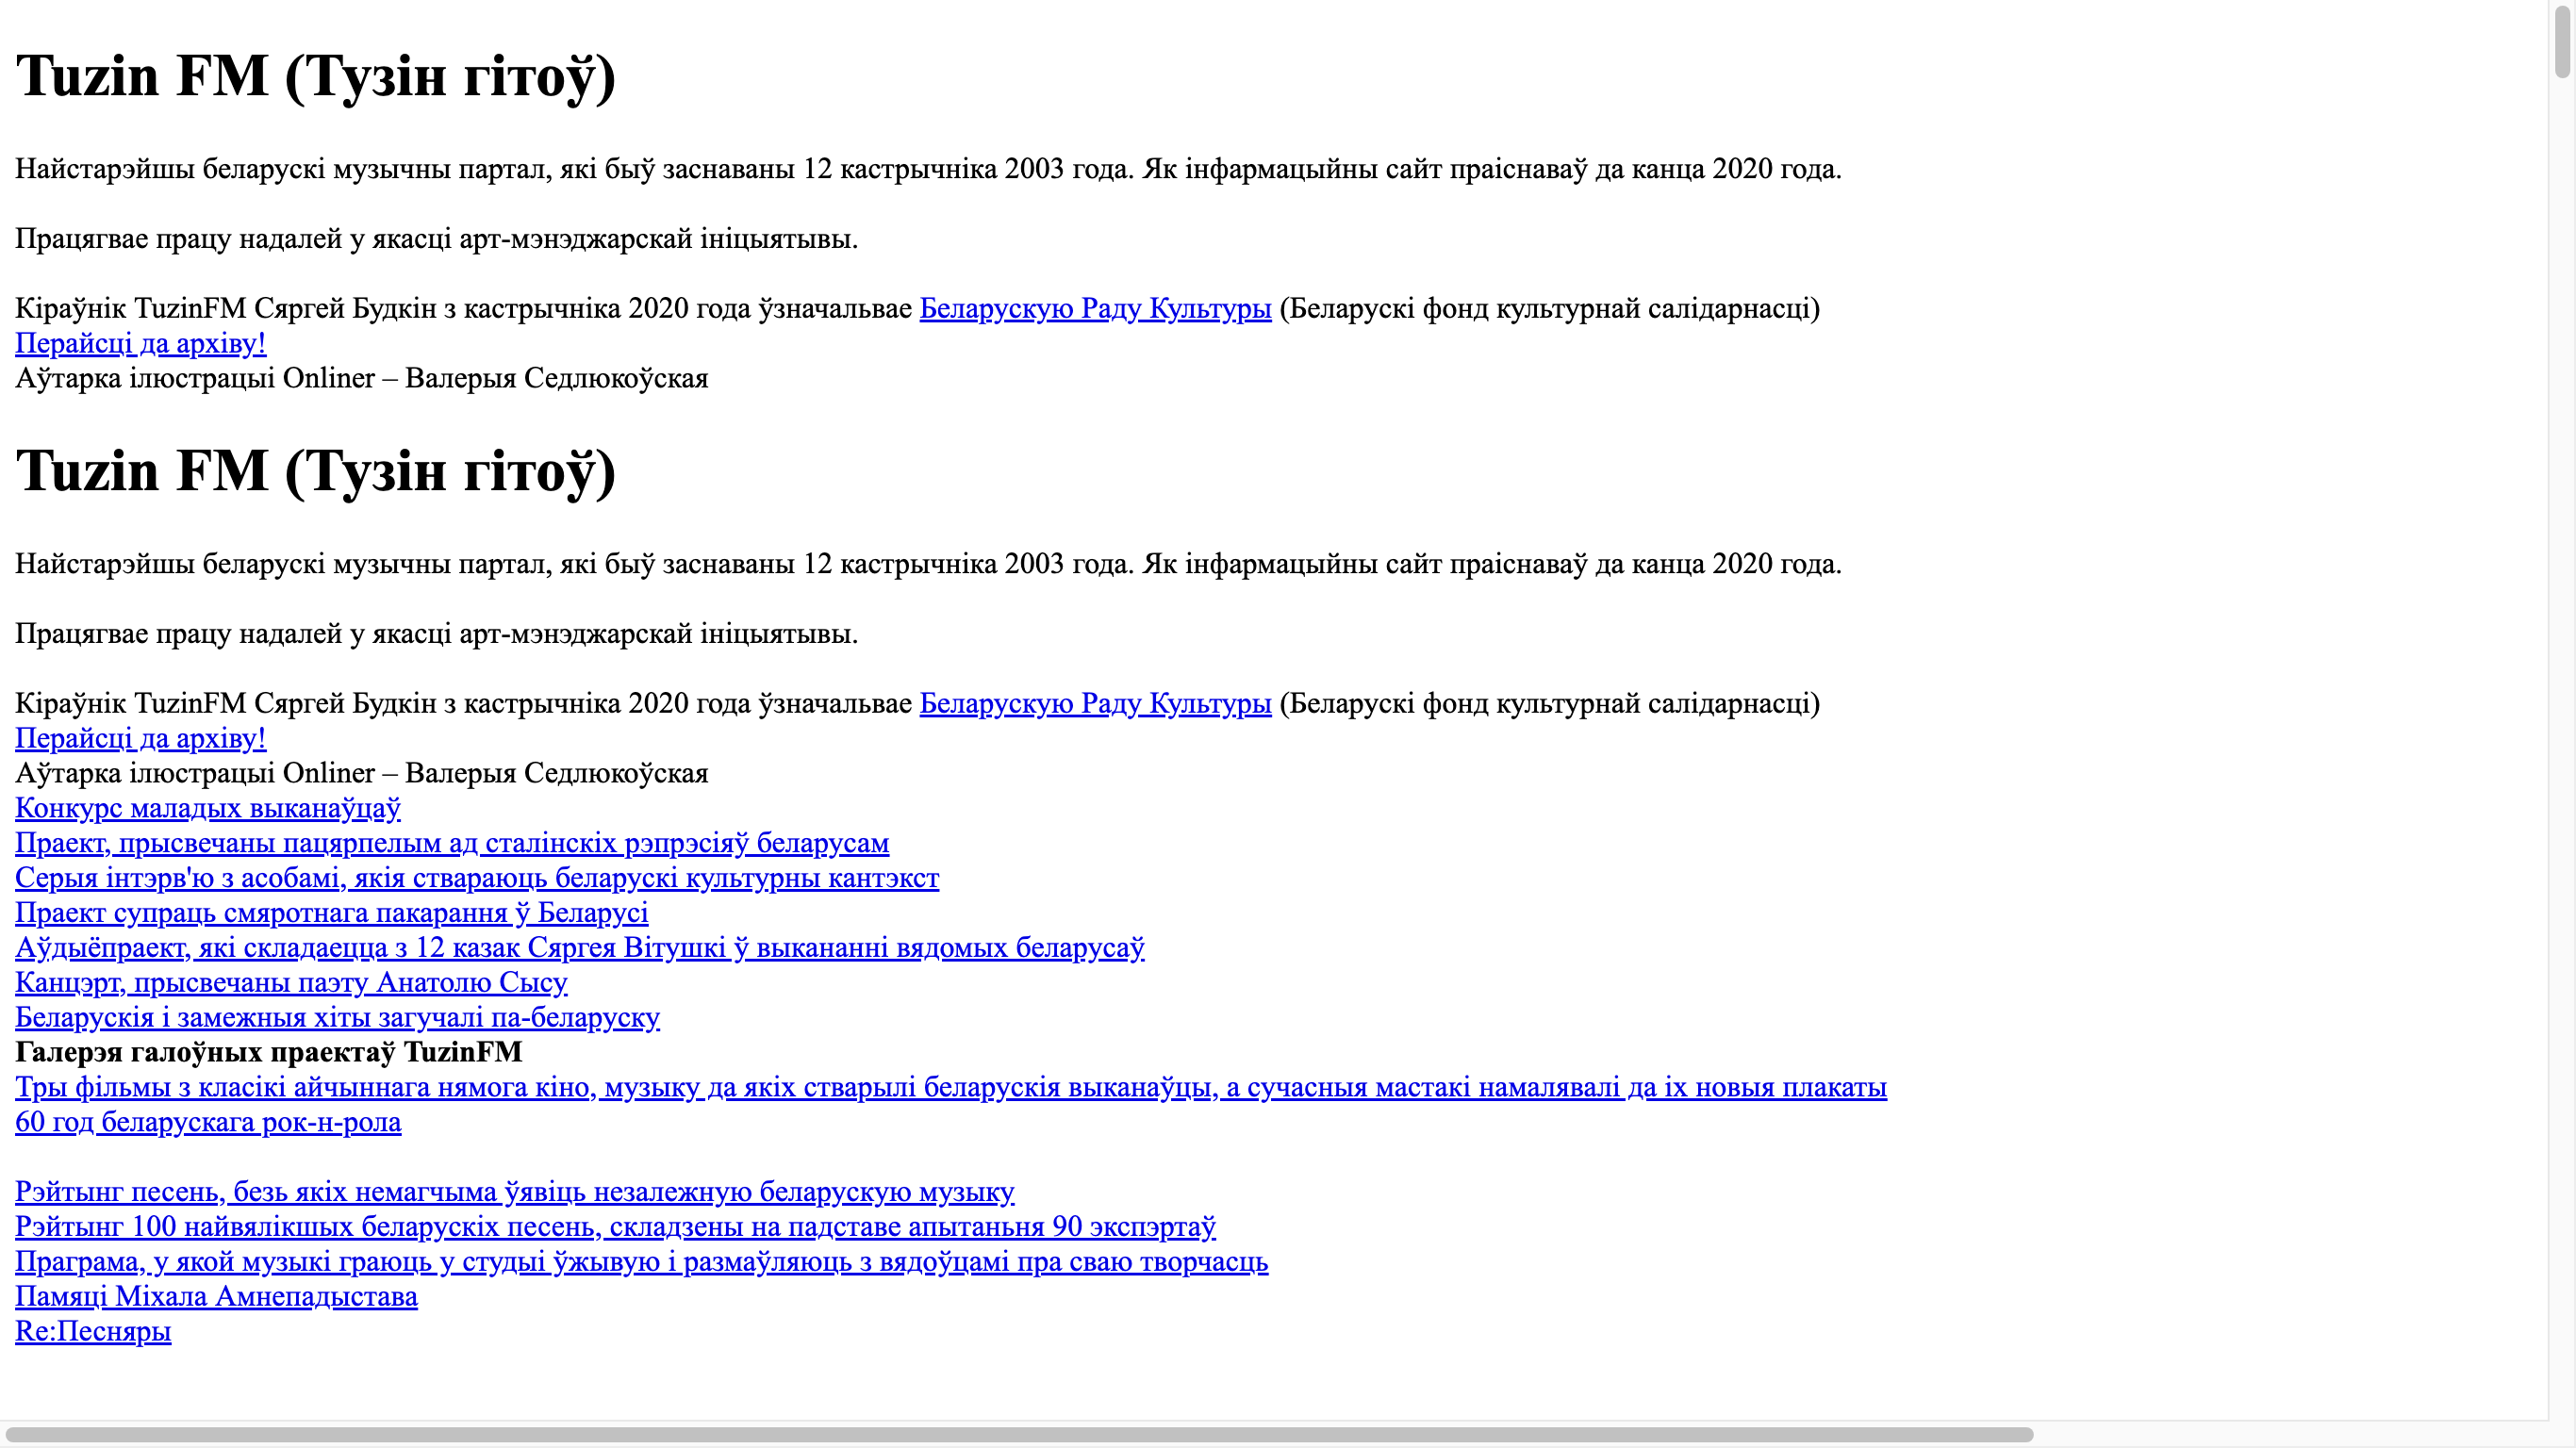 Tuzin FM (Тузін гітоў)
Найстарэйшы беларускі музычны партал, які быў заснаваны 12 кастрычніка 2003 года. Як інфармацыйны сайт праіснаваў да канца 2020 года.
Працягвае працу надалей у якасці арт-мэнэджарскай ініцыятывы.
Кіраўнік TuzinFM Сяргей Будкін з кастрычніка 2020 года ўзначальвае Беларускую Раду Культуры (Беларускі фонд культурнай салідарнасці)
Перайсці да архіву!
Аўтарка ілюстрацыі Onliner – Валерыя Седлюкоўская
Tuzin FM (Тузін гітоў)
Найстарэйшы беларускі музычны партал, які быў заснаваны 12 кастрычніка 2003 года. Як інфармацыйны сайт праіснаваў да канца 2020 года.
Працягвае працу надалей у якасці арт-мэнэджарскай ініцыятывы.
Кіраўнік TuzinFM Сяргей Будкін з кастрычніка 2020 года ўзначальвае Беларускую Раду Культуры (Беларускі фонд культурнай салідарнасці)
Перайсці да архіву!
Аўтарка ілюстрацыі Onliner – Валерыя Седлюкоўская
Конкурс маладых выканаўцаў
Праект, прысвечаны пацярпелым ад сталінскіх рэпрэсіяў беларусам
Серыя інтэрв'ю з асобамі, якія ствараюць беларускі культурны кантэкст
Праект супраць смяротнага пакарання ў Беларусі
Аўдыёпраект, які складаецца з 12 казак Сяргея Вітушкі ў выкананні вядомых беларусаў
Канцэрт, прысвечаны паэту Анатолю Сысу
Беларускія і замежныя хіты загучалі па-беларуску
Галерэя галоўных праектаў TuzinFM
Тры фільмы з класікі айчыннага нямога кіно, музыку да якіх стварылі беларускія выканаўцы, а сучасныя мастакі намалявалі да іх новыя плакаты
60 год беларускага рок-н-рола
Рэйтынг песень, безь якіх немагчыма ўявіць незалежную беларускую музыку
Рэйтынг 100 найвялікшых беларускіх песень, складзены на падставе апытаньня 90 экспэртаў
Праграма, у якой музыкі граюць у студыі ўжывую і размаўляюць з вядоўцамі пра сваю творчасць
Памяці Міхала Амнепадыстава
Re:Песняры